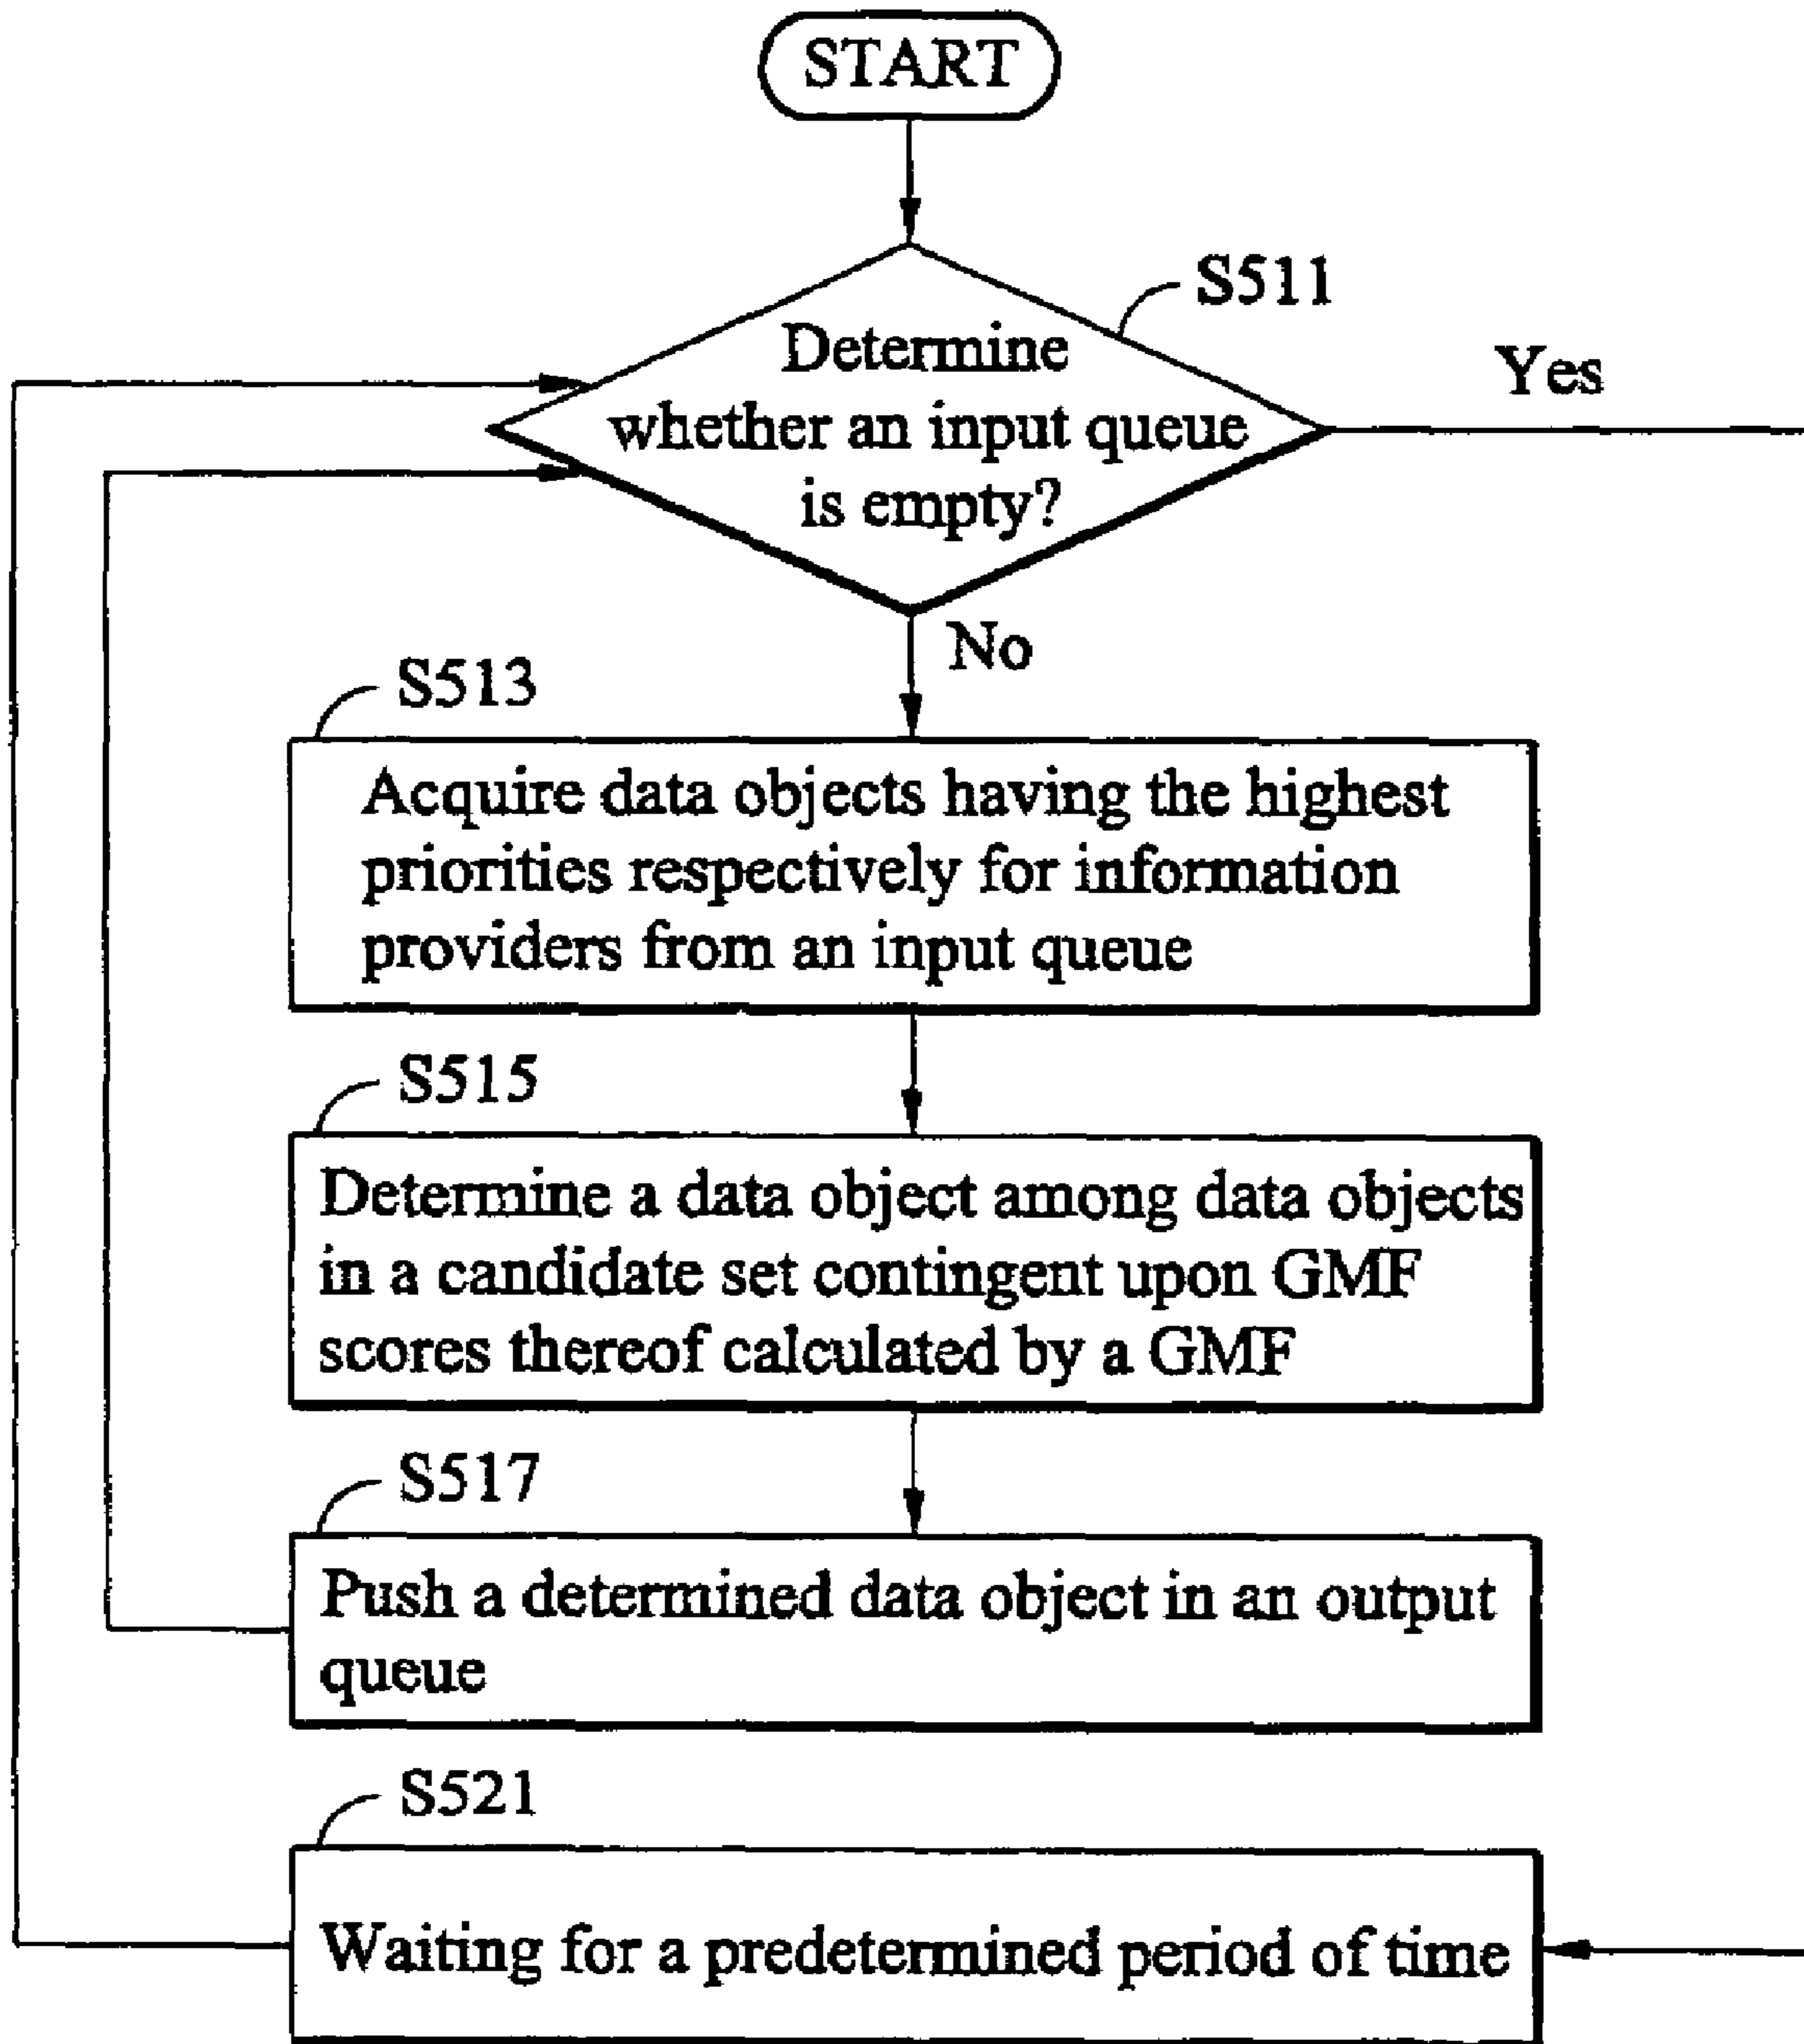 START
S511
Determine
whether an input queue
is empty?
Yes
No
S513
Acquire data objects having the highest
priorities respectively for information
providers from an input queue
S515
Determine a data object among data objects
in a candidate set contingent upon GMF
scores thereof calculated by a GMF
S517
Push a determined data object in an output
queue
S521
Waiting for a predetermined period of time